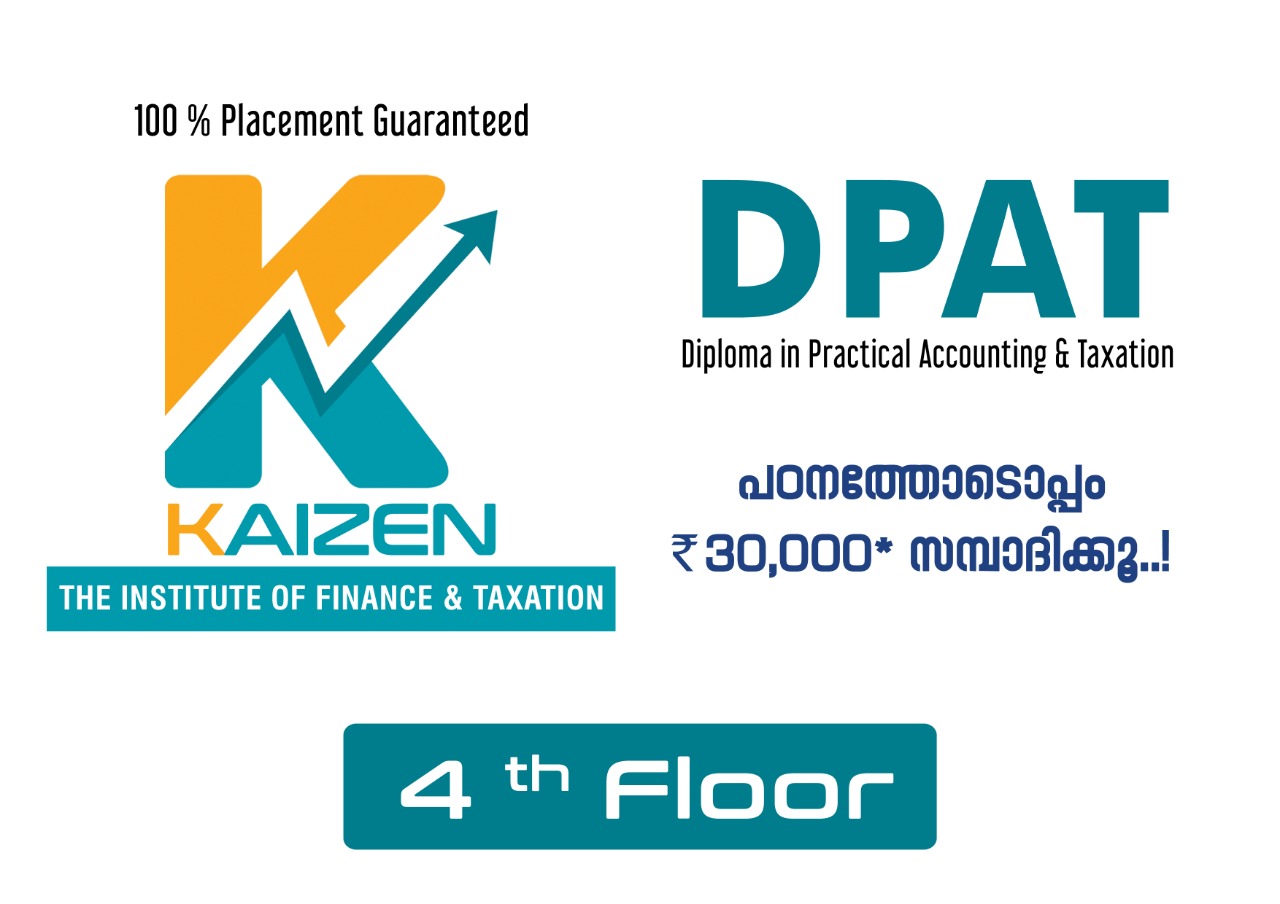 100 % Placement Guaranteed
KAIZEN
THE INSTITUTE OF FINANCE & TAXATION
DPAT
Diploma in Practical Accounting & Taxation
പഠനത്തോടൊപ്പം
₹30,000* സമ്പാദിക്കൂ..!
4 th Floor